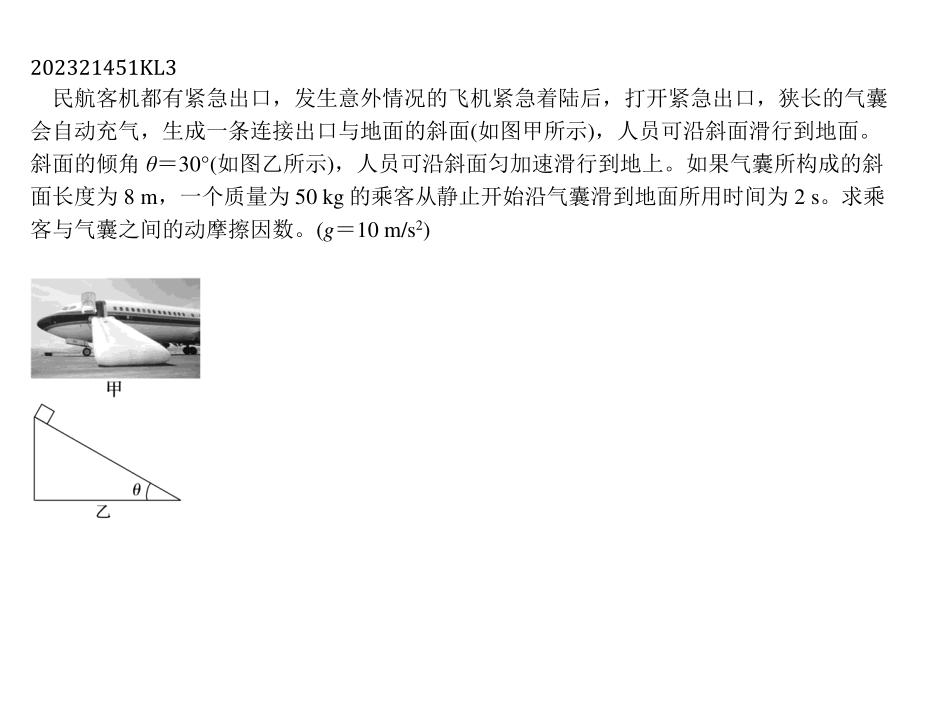 202321451KL3
民航客机都有紧急出口，发生意外情况的飞机紧急着陆后，打开紧急出口，狭长的气囊
会自动充气，生成一条连接出口与地面的斜面(如图甲所示)，人员可沿斜面滑行到地面。
斜面的倾角 θ＝30°(如图乙所示)，人员可沿斜面匀加速滑行到地上。如果气囊所构成的斜
面长度为 8 m，一个质量为 50 kg 的乘客从静止开始沿气囊滑到地面所用时间为 2 s。求乘
客与气囊之间的动摩擦因数。(g＝10 m/s²)
甲
θ
乙